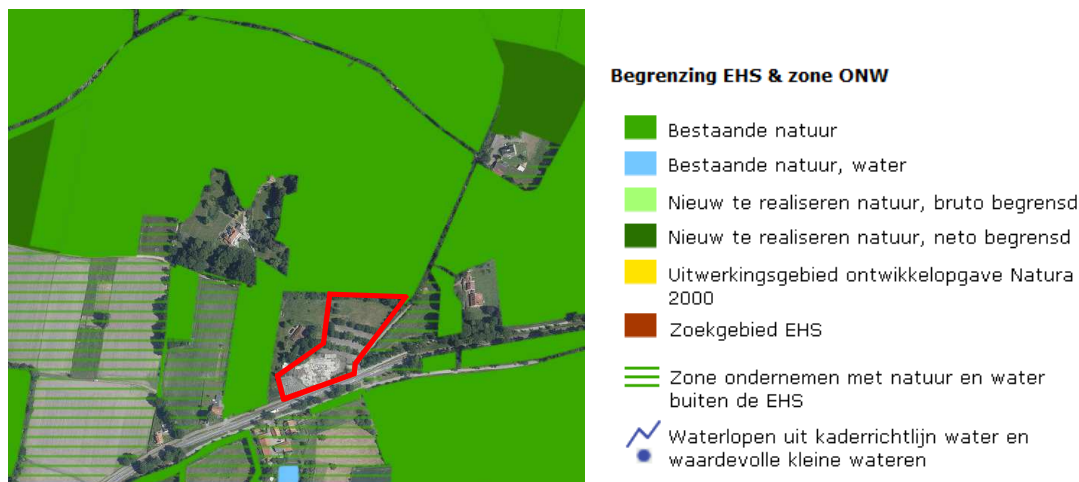 Begrenzing EHS & zone ONW
Bestaande natuur
Bestaande natuur, water
Nieuw te realiseren natuur, bruto begrensd
Nieuw te realiseren natuur, neto begrensd
Uitwerkingsgebied ontwikkelopgave Natura
2000
Zoekgebied EHS
Zone ondernemen met natuur en water
buiten de EHS
Waterlopen uit kaderrichtlijn water en
waardevolle kleine wateren